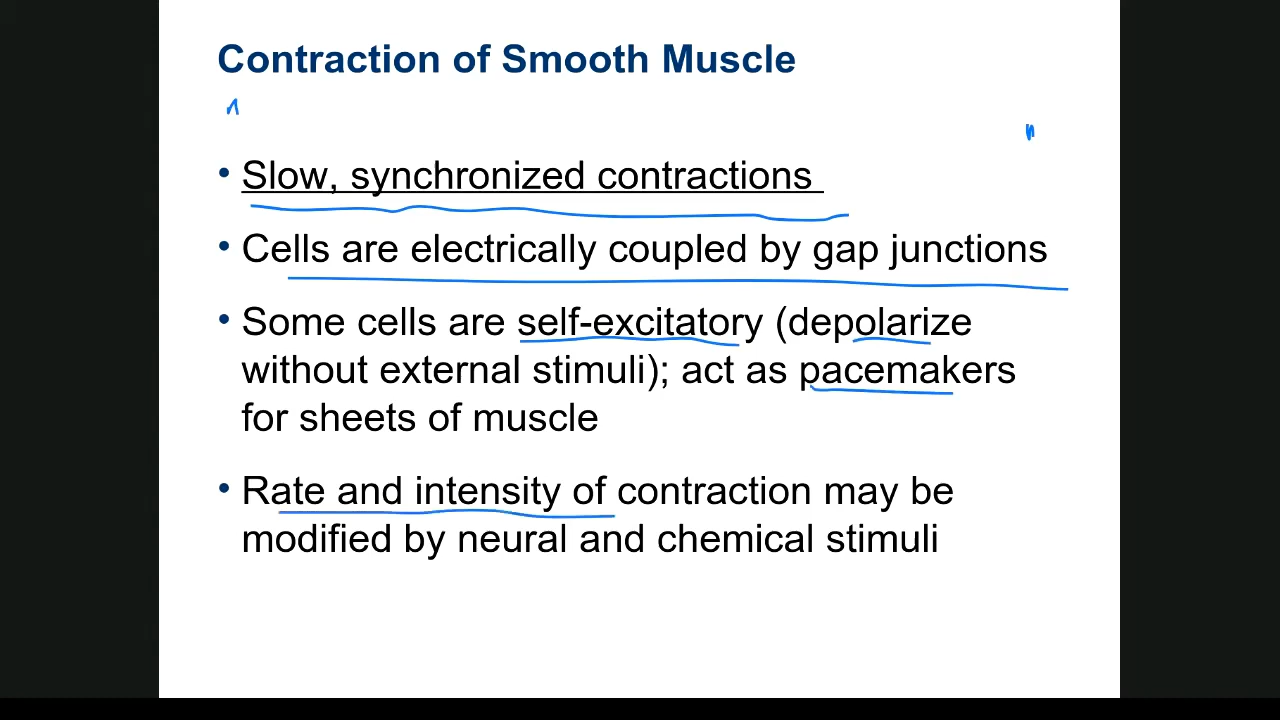 Contraction of Smooth Muscle
• Slow, synchronized contractions
• Cells are electrically coupled by gap junctions
• Some cells are self-excitatory (depolarize
without external stimuli); act as pacemakers
for sheets of muscle
• Rate and intensity of contraction may be
modified by neural and chemical stimuli